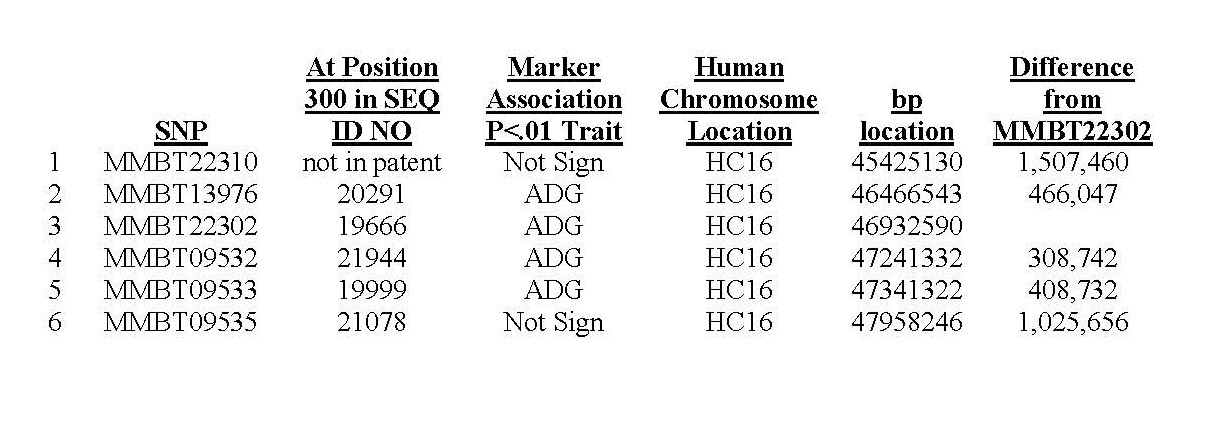 At Position Marker Human Difference
300 in SEQ Association Chromosome bp from
SNP ID NO P<.01 Trait Location location MMBT22302
1 MMBT22310 not in patent Not Sign HC16 45425130 1,507,460
2 MMBT13976 20291 ADG HC16 46466543 466,047
3 MMBT22302 19666 ADG HC16 46932590
4 MMBT09532 21944 ADG HC16 47241332 308,742
5 MMBT09533 19999 ADG HC16 47341322 408,732
6 MMBT09535 21078 Not Sign HC16 47958246 1,025,656